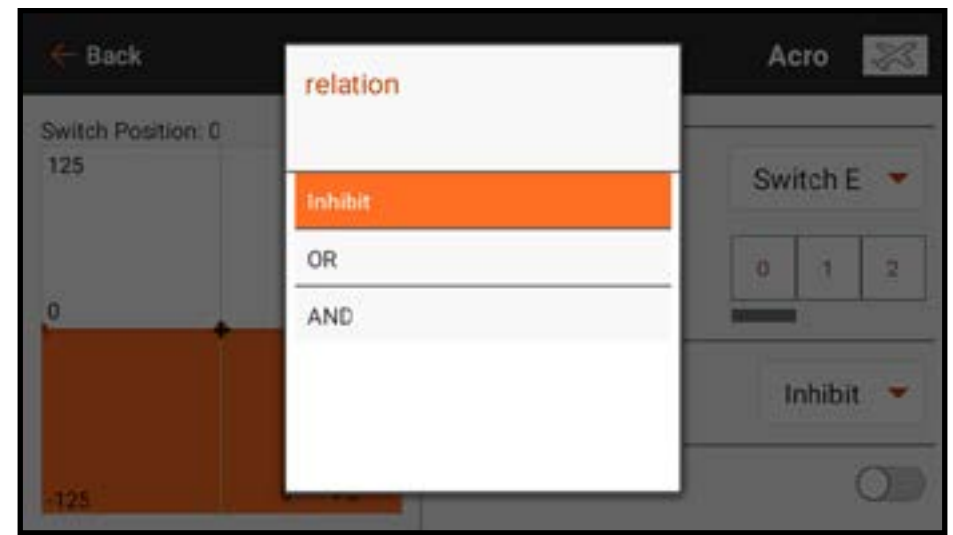 Back
Acro
relation
Switch Position: 0
125
Switch E
Inhibit
OR
0 1 2
0
AND
Inhibit
-125